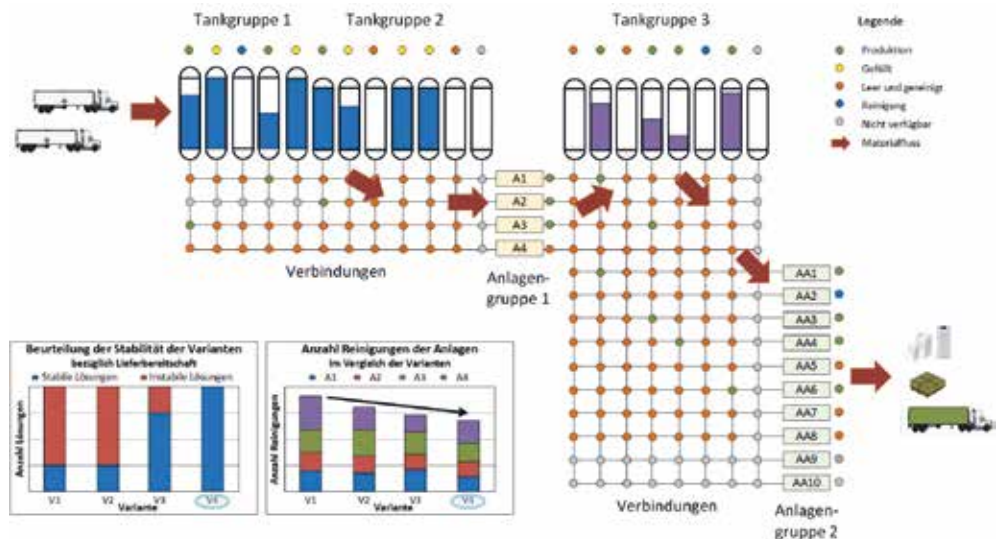 Tankgruppe 1
Tankgruppe 2
Tankgruppe 3
Legende
Produktion
Gefüllt
Leer und gereinigt
Reinigung
Nicht verfügbar
Materialfluss
A1
A2
A3
A4
Verbindungen
Anlagen-
gruppe 1
AA1
AA2
AA3
AA4
AA5
AA6
AA7
AA8
AA9
AA10
Verbindungen
Anlagen-
gruppe 2
Beurteilung der Stabilität der Varianten
bezüglich Lieferbereitschaft
Stabile Lösungen
Instabile Lösungen
Anzahl Lösungen
V1
V2
V3
V4
Variante
Anzahl Reinigungen der Anlagen
im Vergleich der Varianten
A1
A2
A3
A4
Anzahl Reinigungen
V1
V2
V3
V4
Variante